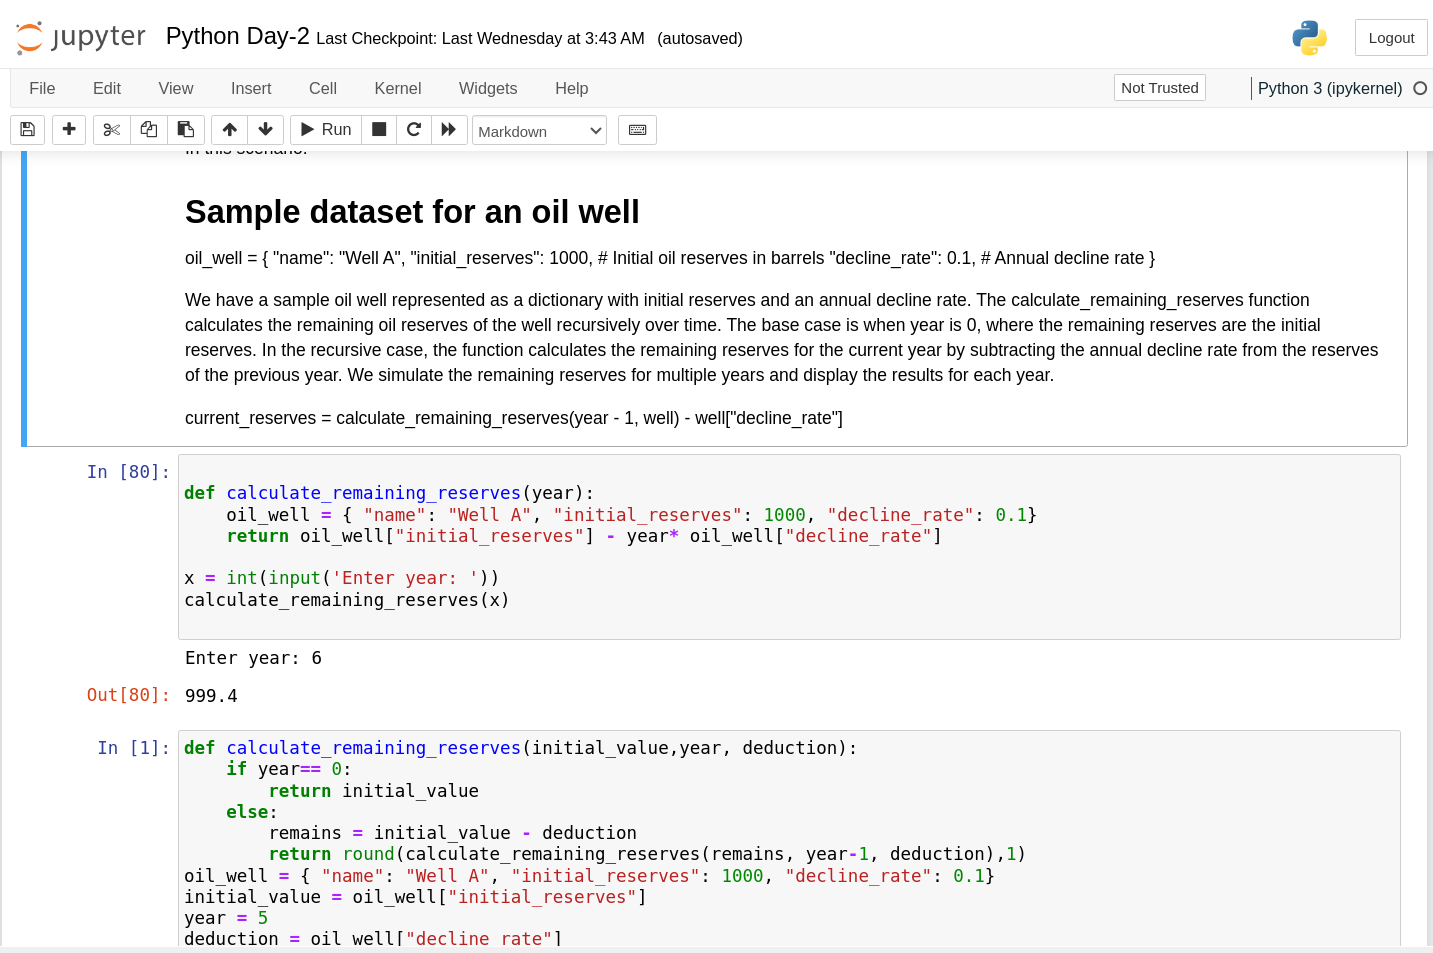 jupyter Python Day-2 Last Checkpoint: Last Wednesday at 3:43 AM (autosaved)
Logout
File Edit View Insert Cell Kernel Widgets Help
Not Trusted
Python 3 (ipykernel)
Run
Markdown
In this scenario:
Sample dataset for an oil well
oil_well = { "name": "Well A", "initial_reserves": 1000, # Initial oil reserves in barrels "decline_rate": 0.1, # Annual decline rate }
We have a sample oil well represented as a dictionary with initial reserves and an annual decline rate. The calculate_remaining_reserves function
calculates the remaining oil reserves of the well recursively over time. The base case is when year is 0, where the remaining reserves are the initial
reserves. In the recursive case, the function calculates the remaining reserves for the current year by subtracting the annual decline rate from the reserves
of the previous year. We simulate the remaining reserves for multiple years and display the results for each year.
current_reserves = calculate_remaining_reserves(year - 1, well) - well["decline_rate"]
In [80]:
def calculate_remaining_reserves(year):
    oil_well = { "name": "Well A", "initial_reserves": 1000, "decline_rate": 0.1}
    return oil_well["initial_reserves"] - year* oil_well["decline_rate"]
x = int(input('Enter year: '))
calculate_remaining_reserves(x)
Enter year: 6
Out[80]: 999.4
In [1]: def calculate_remaining_reserves(initial_value,year, deduction):
    if year== 0:
        return initial_value
    else:
        remains = initial_value - deduction
        return round(calculate_remaining_reserves(remains, year-1, deduction),1)
oil_well = { "name": "Well A", "initial_reserves": 1000, "decline_rate": 0.1}
initial_value = oil_well["initial_reserves"]
year = 5
deduction = oil_well["decline_rate"]